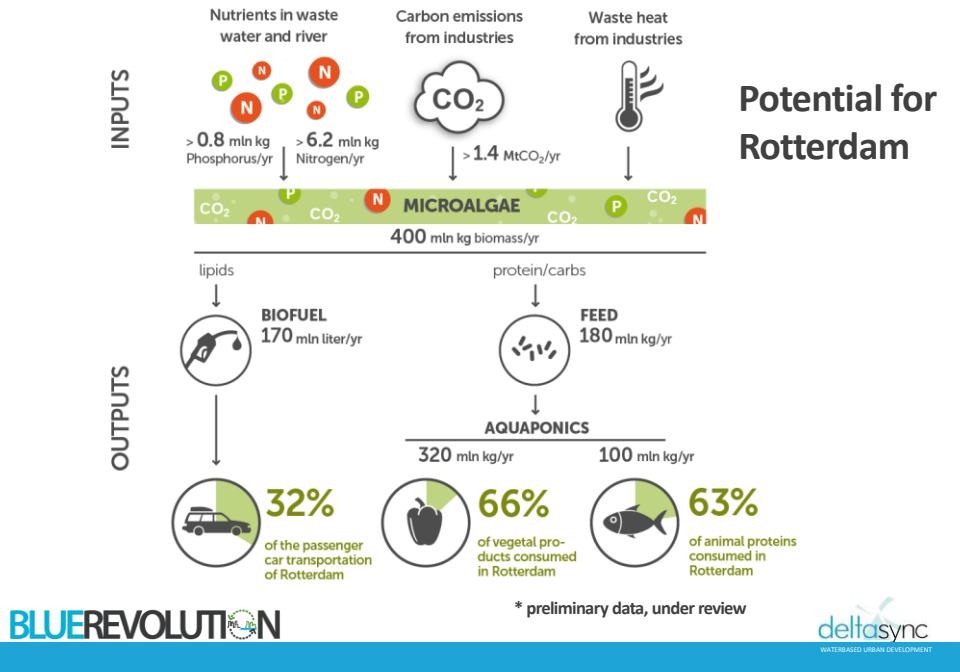 Nutrients in waste
water and river
Carbon emissions
from industries
Waste heat
from industries
INPUTS
P
N
N
P
P
N
N
CO2
Potential for
Rotterdam
> 0.8 mln kg
Phosphorus/yr
> 6.2 mln kg
Nitrogen/yr
> 1.4 MtCO2/yr
CO2
N
P
CO2
N
MICROALGAE
P
CO2
P
CO2
N
400 mln kg biomass/yr
lipids
protein/carbs
BIOFUEL
170 mln liter/yr
FEED
180 mln kg/yr
OUTPUTS
AQUAPONICS
320 mln kg/yr
100 mln kg/yr
32%
of the passenger
car transportation
of Rotterdam
66%
of vegetal pro-
ducts consumed
in Rotterdam
63%
of animal proteins
consumed in
Rotterdam
* preliminary data, under review
BLUEREVOLUTION
deltasync
WATERBASED URBAN DEVELOPMENT